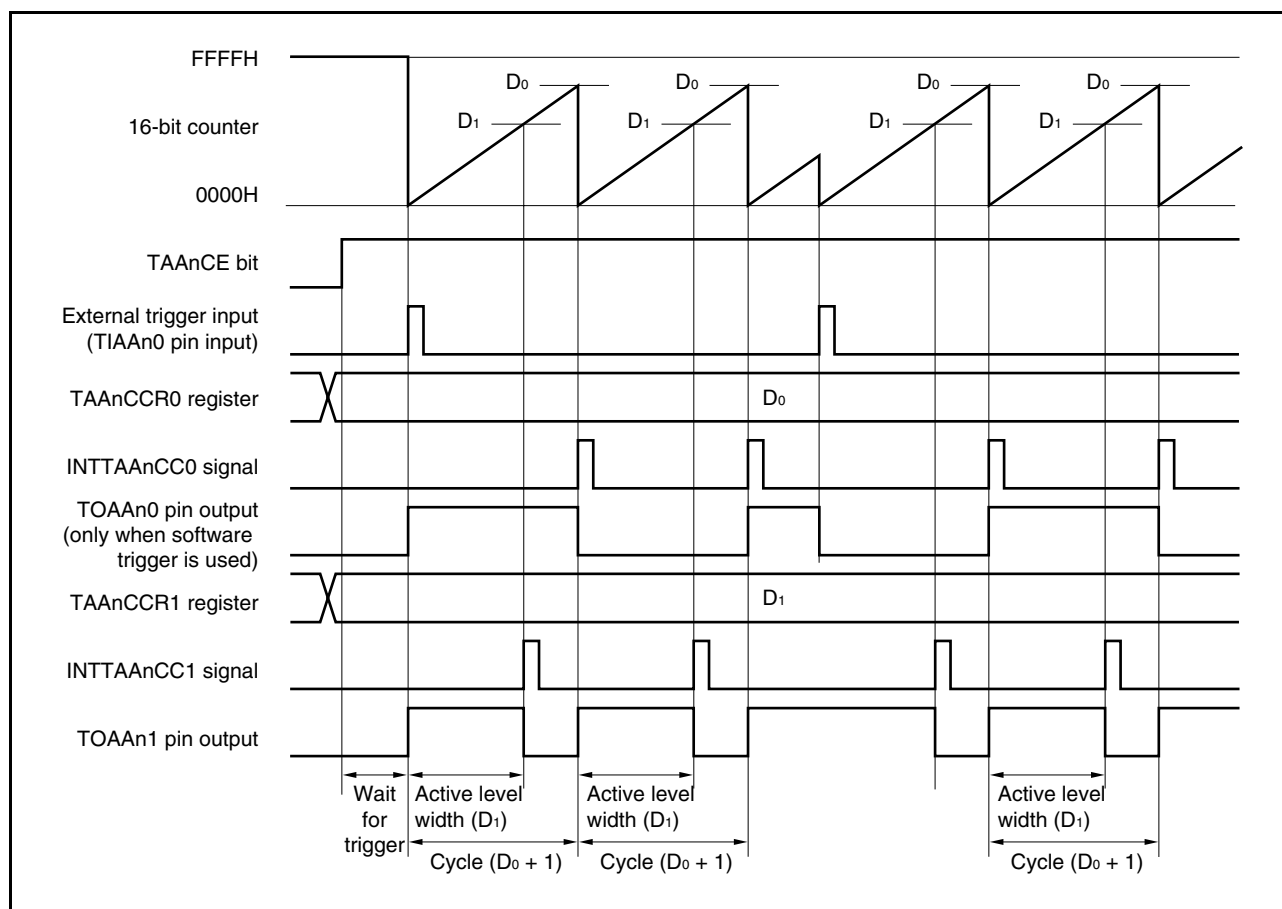 FFFFH
D0
D0
D0
D0
16-bit counter
D1
D1
D1
D1
0000H
TAAnCE bit
External trigger input
(TIAAn0 pin input)
TAAnCCR0 register
D0
INTTAAnCC0 signal
TOAAn0 pin output
(only when software
trigger is used)
TAAnCCR1 register
D1
INTTAAnCC1 signal
TOAAn1 pin output
Wait
for
trigger
Active level
width (D1)
Active level
width (D1)
Active level
width (D1)
Cycle (D0 + 1)
Cycle (D0 + 1)
Cycle (D0 + 1)